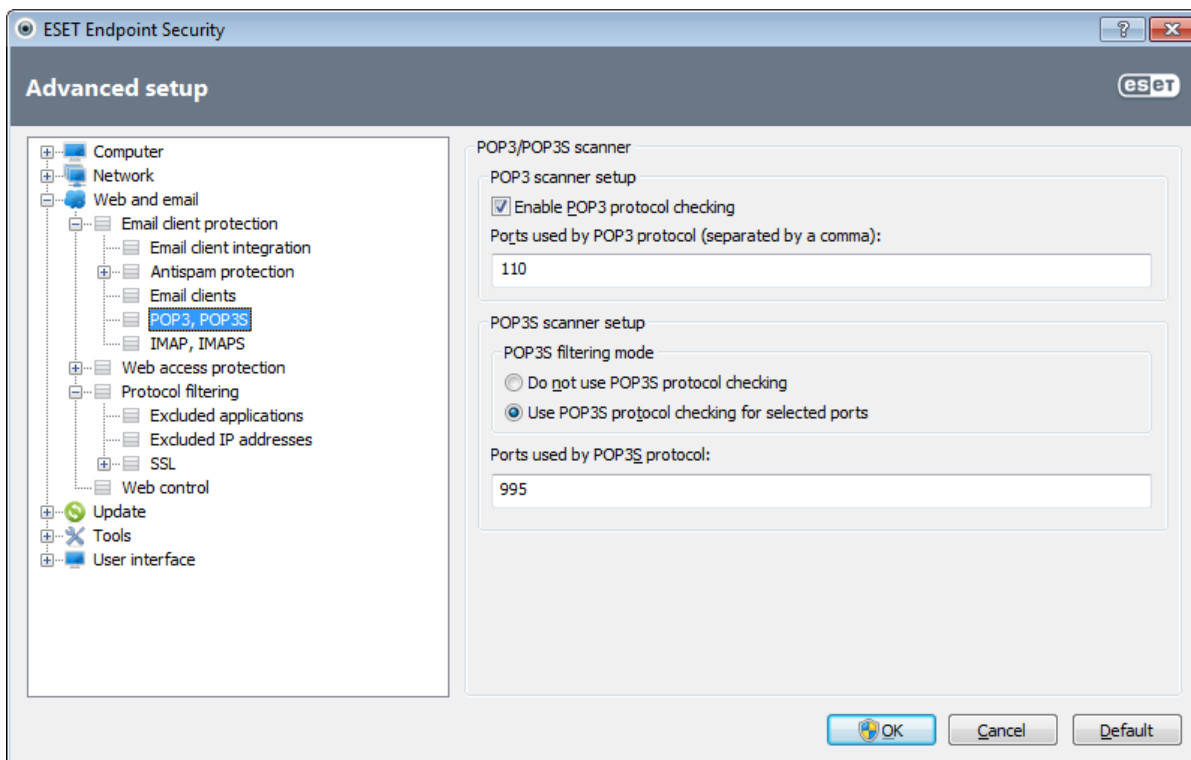 ESET Endpoint Security
?
Advanced setup
eset
Computer
Network
Web and email
Email client protection
Email client integration
Antispam protection
Email clients
POP3, POP3S
IMAP, IMAPS
Web access protection
Protocol filtering
Excluded applications
Excluded IP addresses
SSL
Web control
Update
Tools
User interface
POP3/POP3S scanner
POP3 scanner setup
Enable POP3 protocol checking
Ports used by POP3 protocol (separated by a comma):
110
POP3S scanner setup
POP3S filtering mode
Do not use POP3S protocol checking
Use POP3S protocol checking for selected ports
Ports used by POP3S protocol:
995
OK
Cancel
Default